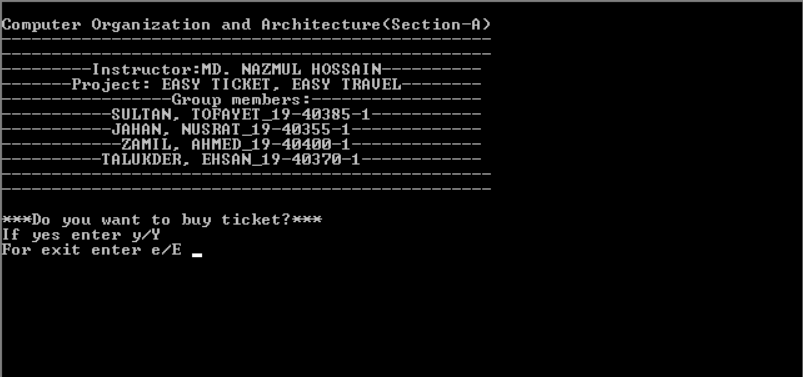 Computer Organization and Architecture(Section-A)
-------------------------------------------------
-------------------------------------------------
---------Instructor:MD. NAZMUL HOSSAIN----------
-------Project: EASY TICKET, EASY TRAVEL--------
-----------------Group members:-----------------
-----------SULTAN, TOFAYET_19-40385-1-----------
-----------JAHAN, NUSRAT_19-40355-1------------
------------ZAMIL, AHMED_19-40400-1------------
----------TALUKDER, EHSAN_19-40370-1------------
-------------------------------------------------
-------------------------------------------------
***Do you want to buy ticket?***
If yes enter y/Y
For exit enter e/E _